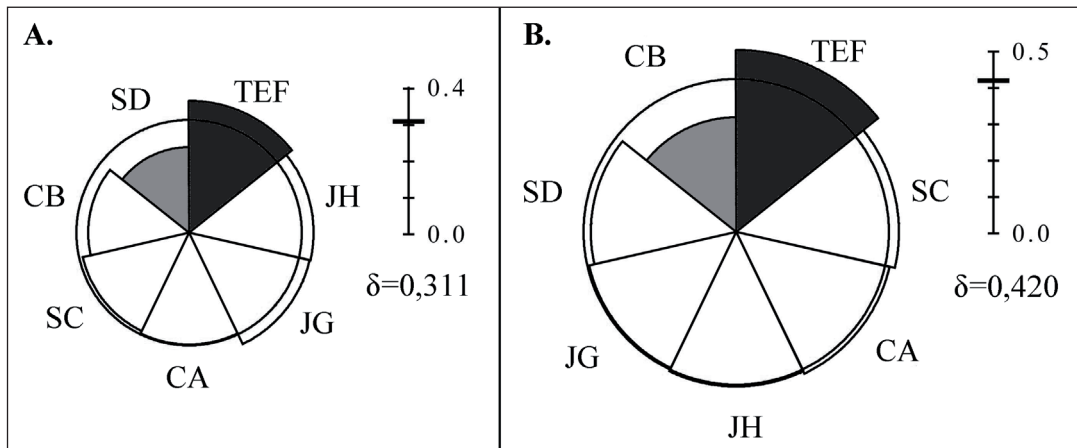 A.
SD
TEF
CB
JH
SC
JG
CA
0.4
0.0
δ=0,311
B.
CB
TEF
SD
SC
JG
CA
JH
0.5
0.0
δ=0,420